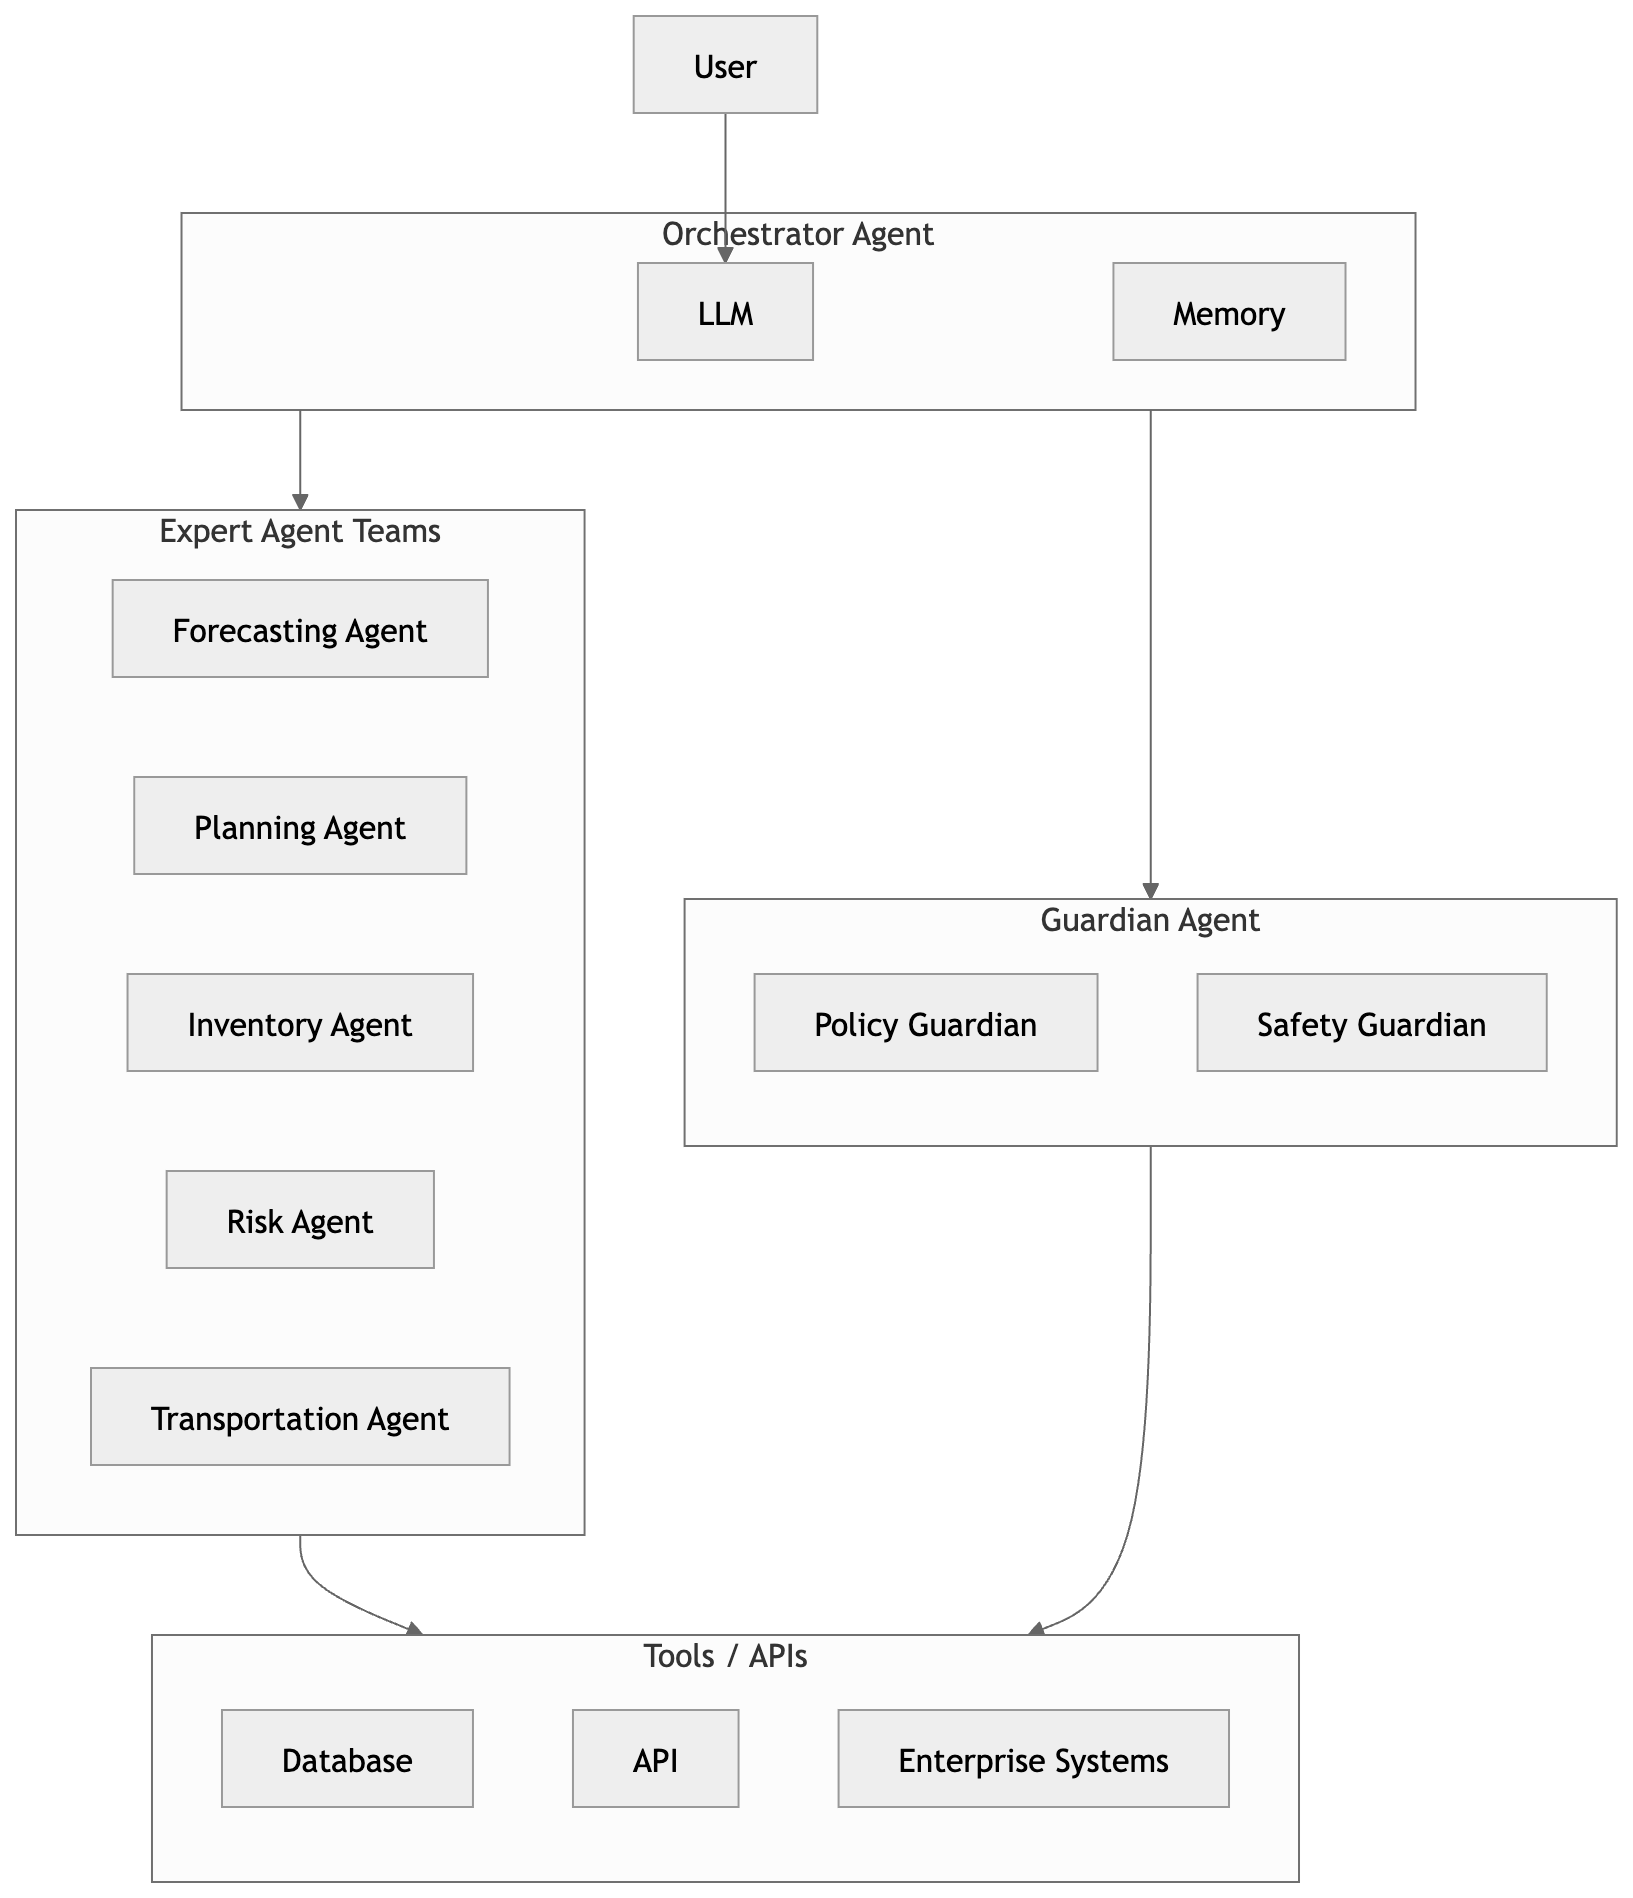 User
Orchestrator Agent
LLM
Memory
Expert Agent Teams
Forecasting Agent
Planning Agent
Inventory Agent
Risk Agent
Transportation Agent
Guardian Agent
Policy Guardian
Safety Guardian
Tools / APIs
Database
API
Enterprise Systems